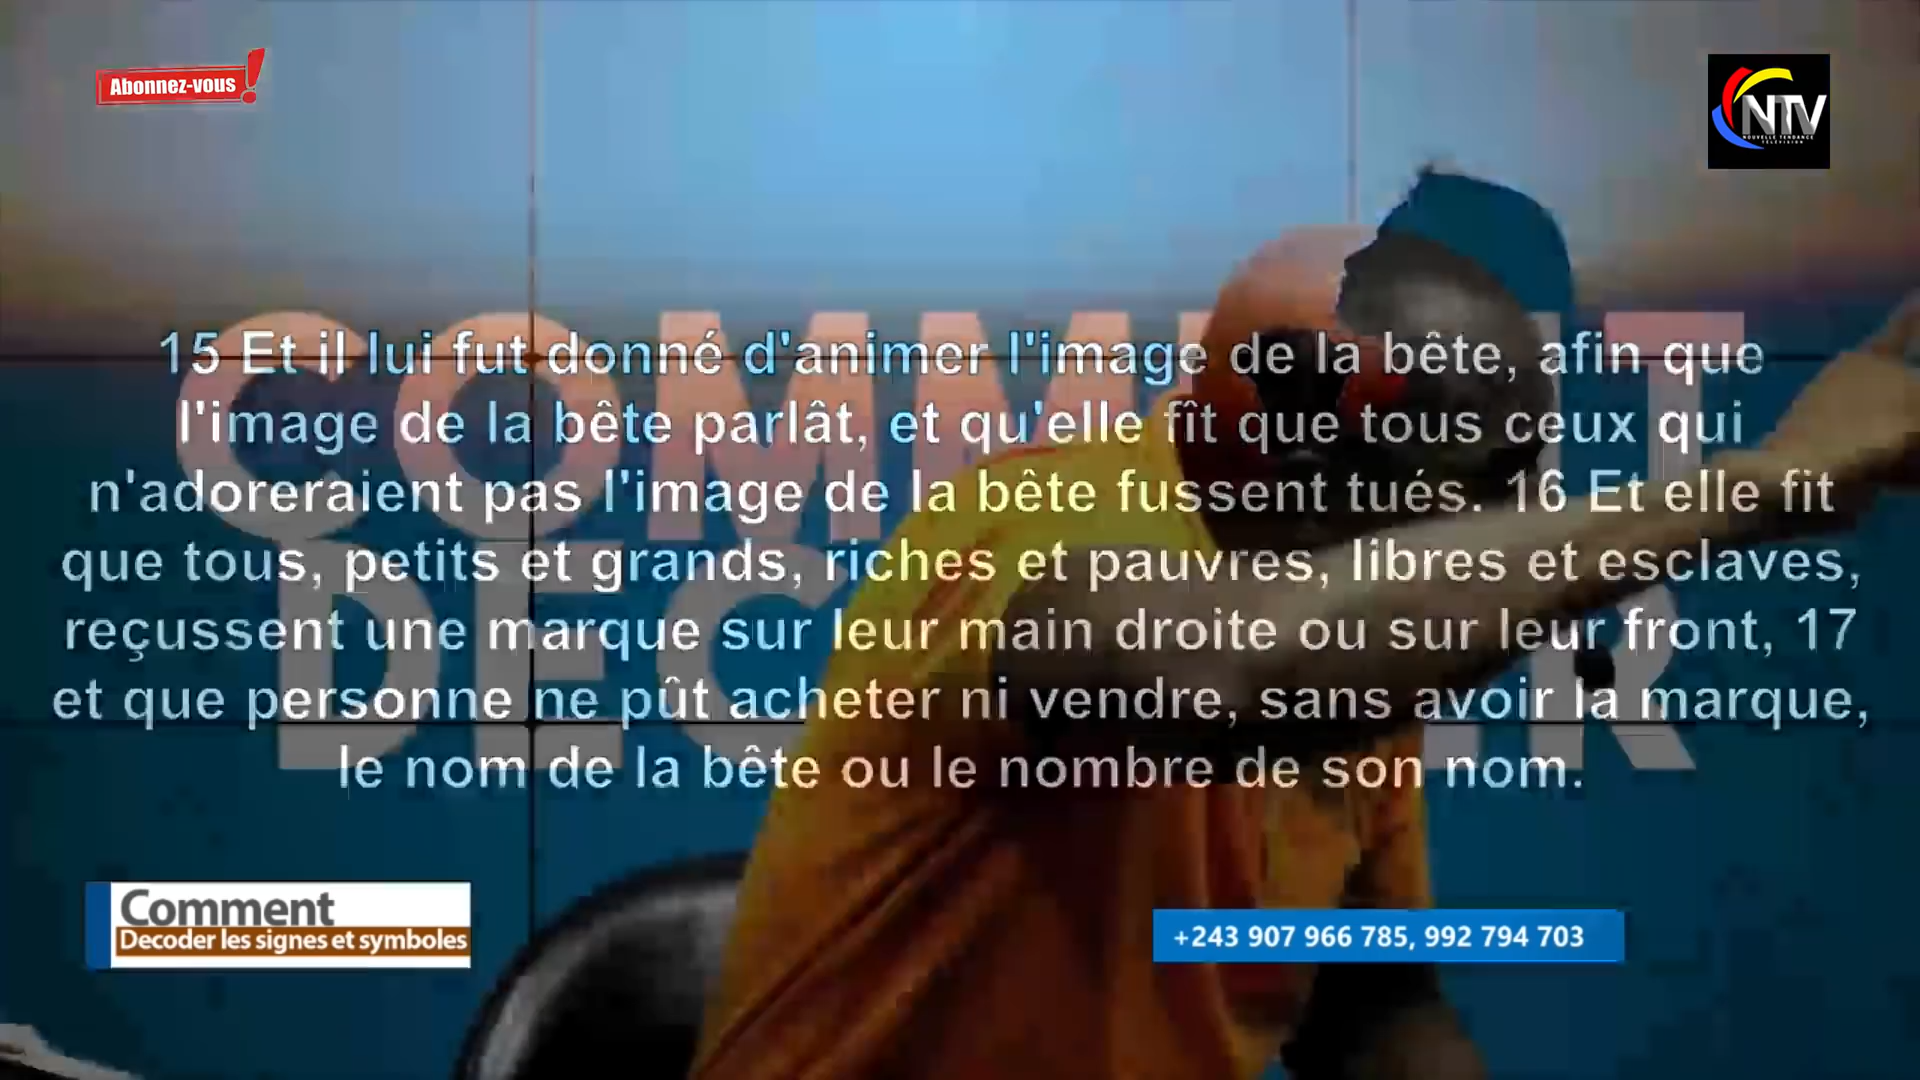 Abonnez-vous !
NTV
NOUVELLE TENDANCE
TELEVISION
15 Et il lui fut donné d'animer l'image de la bête, afin que
l'image de la bête parlât, et qu'elle fît que tous ceux qui
n'adoreraient pas l'image de la bête fussent tués. 16 Et elle fit
que tous, petits et grands, riches et pauvres, libres et esclaves,
reçussent une marque sur leur main droite ou sur leur front, 17
et que personne ne pût acheter ni vendre, sans avoir la marque,
le nom de la bête ou le nombre de son nom.
Comment
Decoder les signes et symboles
+243 907 966 785, 992 794 703